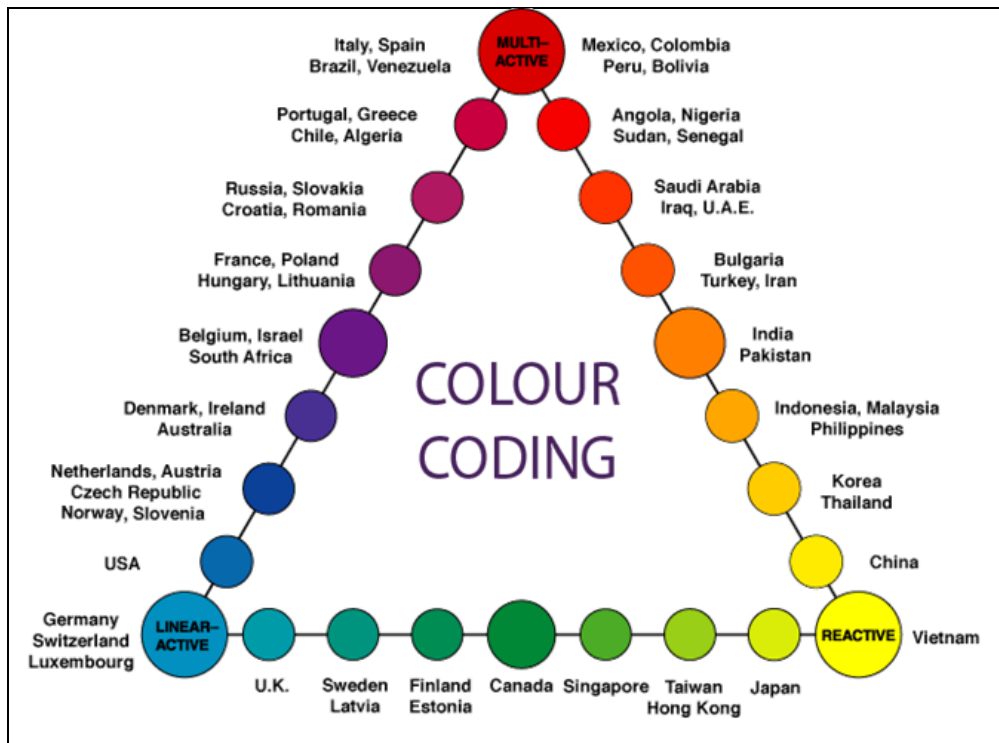 Italy, Spain
Brazil, Venezuela
MULTI-
ACTIVE
Mexico, Colombia
Peru, Bolivia
Portugal, Greece
Chile, Algeria
Angola, Nigeria
Sudan, Senegal
Russia, Slovakia
Croatia, Romania
Saudi Arabia
Iraq, U.A.E.
France, Poland
Hungary, Lithuania
Bulgaria
Turkey, Iran
Belgium, Israel
South Africa
India
Pakistan
COLOUR
CODING
Denmark, Ireland
Australia
Indonesia, Malaysia
Philippines
Netherlands, Austria
Czech Republic
Norway, Slovenia
Korea
Thailand
USA
China
Germany
Switzerland
Luxembourg
LINEAR-
ACTIVE
REACTIVE
Vietnam
U.K.
Sweden
Latvia
Finland
Estonia
Canada
Singapore
Taiwan
Hong Kong
Japan